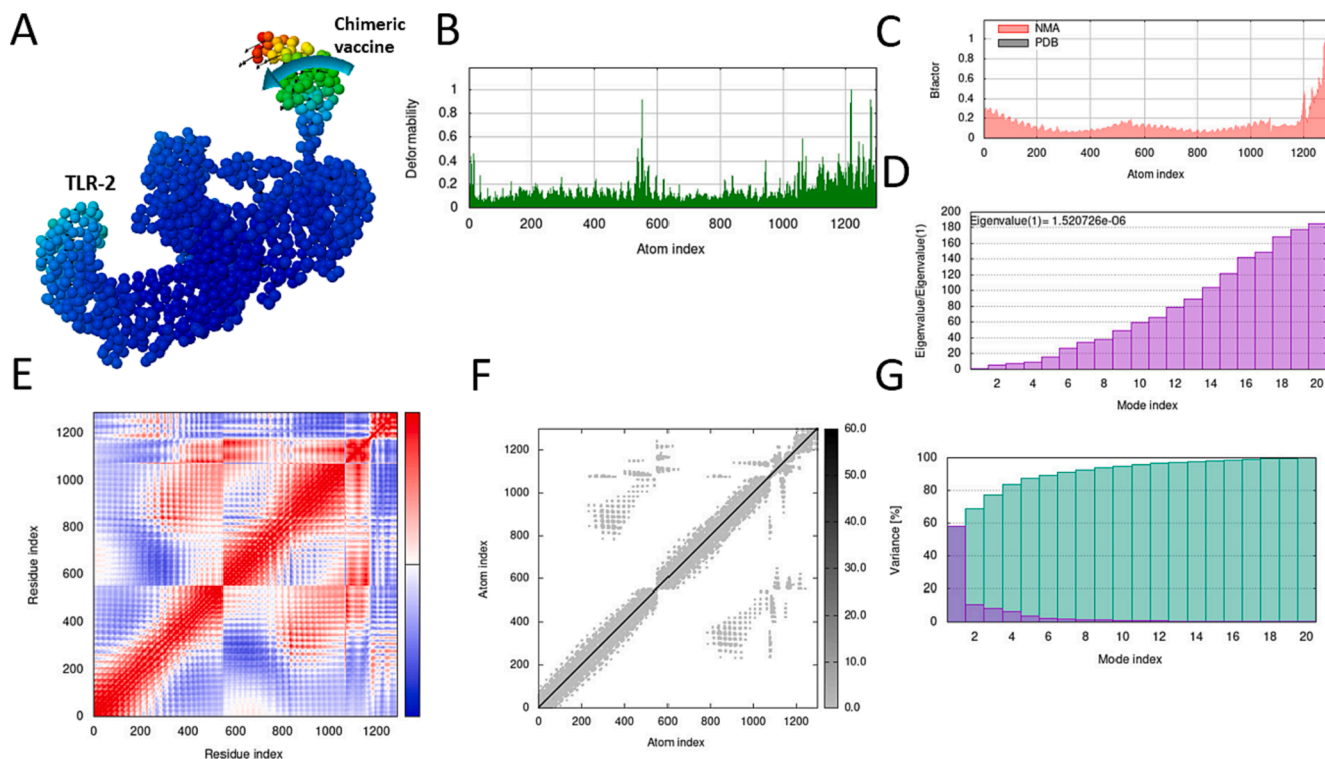 A
Chimeric
vaccine
TLR-2
B
Deformability
1
0.8
0.6
0.4
0.2
0
0 200 400 600 800 1000 1200
Atom index
C
NMA
PDB
Bfactor
1
0.8
0.6
0.4
0.2
0
0 200 400 600 800 1000 1200
Atom index
D
Eigenvalue(1)= 1.520726e-06
Eigenvalue/Eigenvalue(1)
200
180
160
140
120
100
80
60
40
20
0
2 4 6 8 10 12 14 16 18 20
Mode index
E
Residue index
1200
1000
800
600
400
200
0
0 200 400 600 800 1000 1200
Residue index
F
Atom index
1200
1000
800
600
400
200
0
0 200 400 600 800 1000 1200
Atom index
60.0
50.0
40.0
30.0
20.0
10.0
0.0
G
Variance [%]
100
80
60
40
20
0
2 4 6 8 10 12 14 16 18 20
Mode index